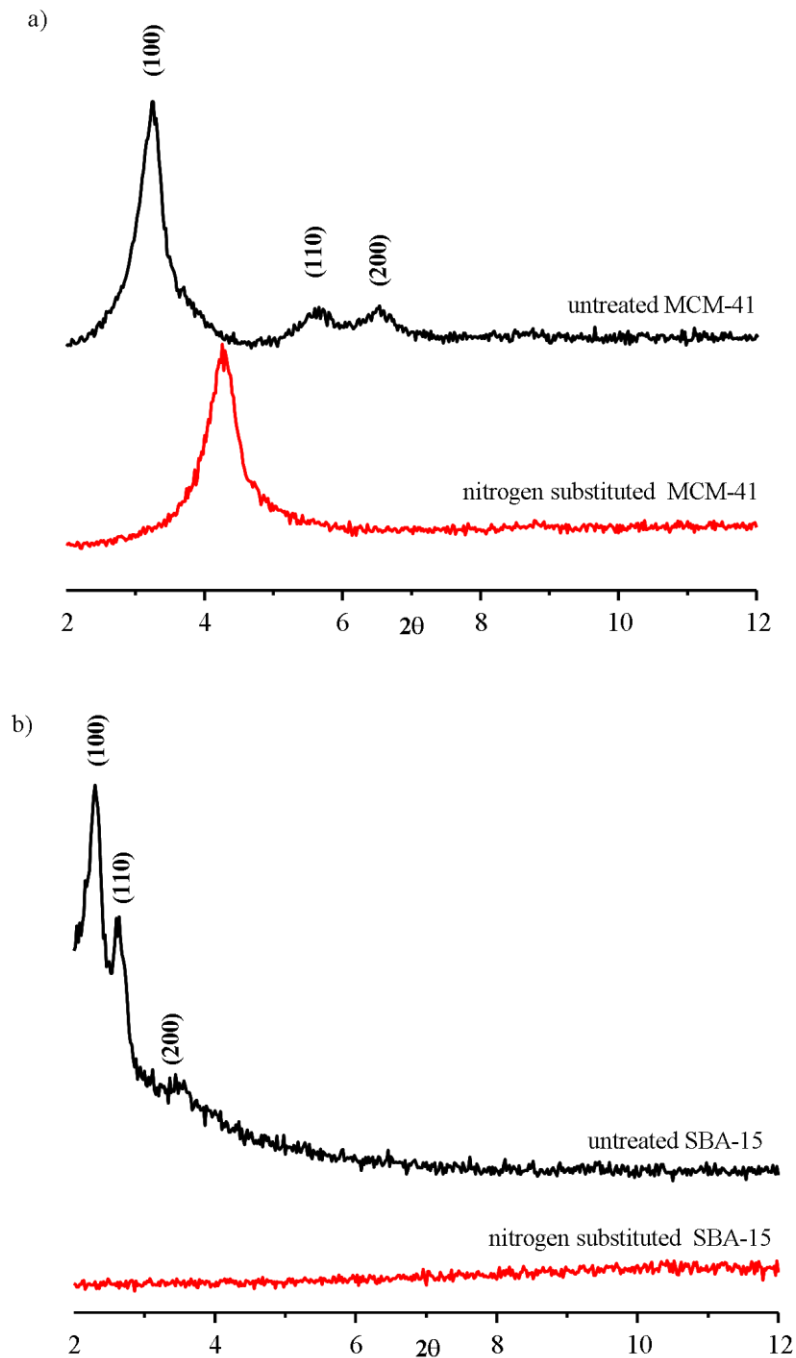 a)
(100)
(110)
(200)
untreated MCM-41
nitrogen substituted MCM-41
2 4 6 2θ 8 10 12
b)
(100)
(110)
(200)
untreated SBA-15
nitrogen substituted SBA-15
2 4 6 2θ 8 10 12